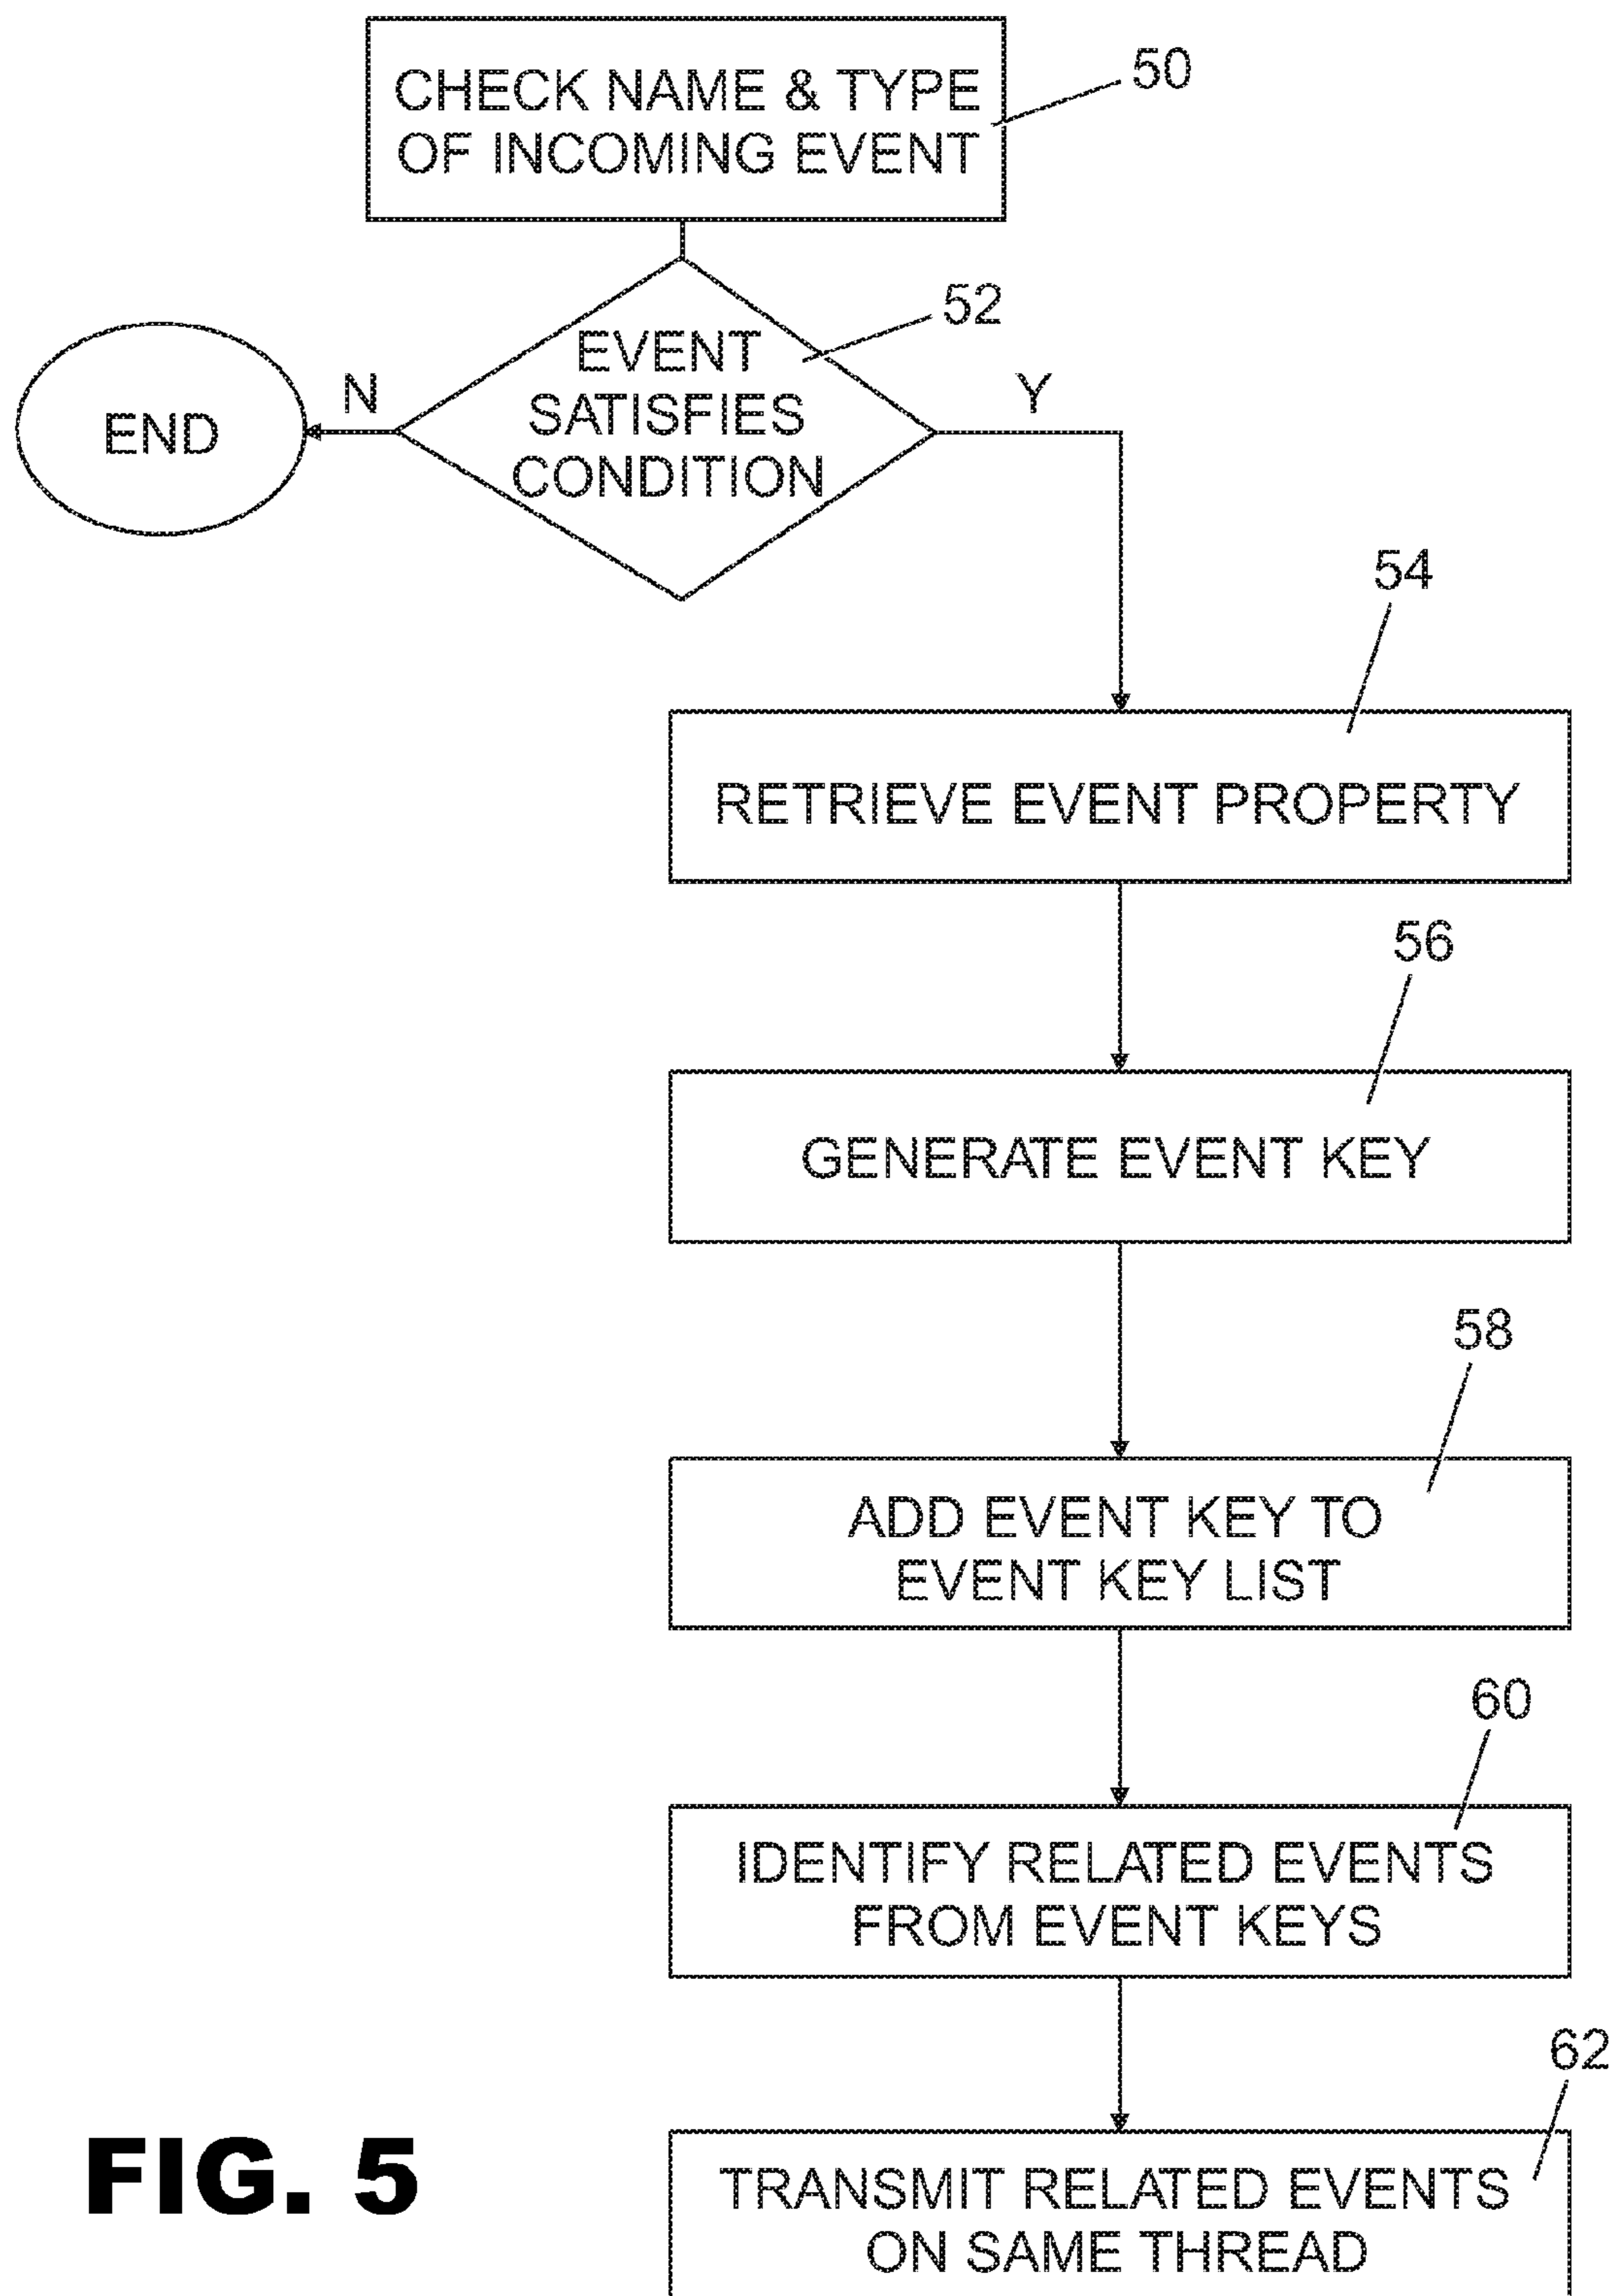 CHECK NAME & TYPE
OF INCOMING EVENT
50
52
EVENT
SATISFIES
CONDITION
N
Y
END
54
RETRIEVE EVENT PROPERTY
56
GENERATE EVENT KEY
58
ADD EVENT KEY TO
EVENT KEY LIST
60
IDENTIFY RELATED EVENTS
FROM EVENT KEYS
62
TRANSMIT RELATED EVENTS
ON SAME THREAD
FIG. 5